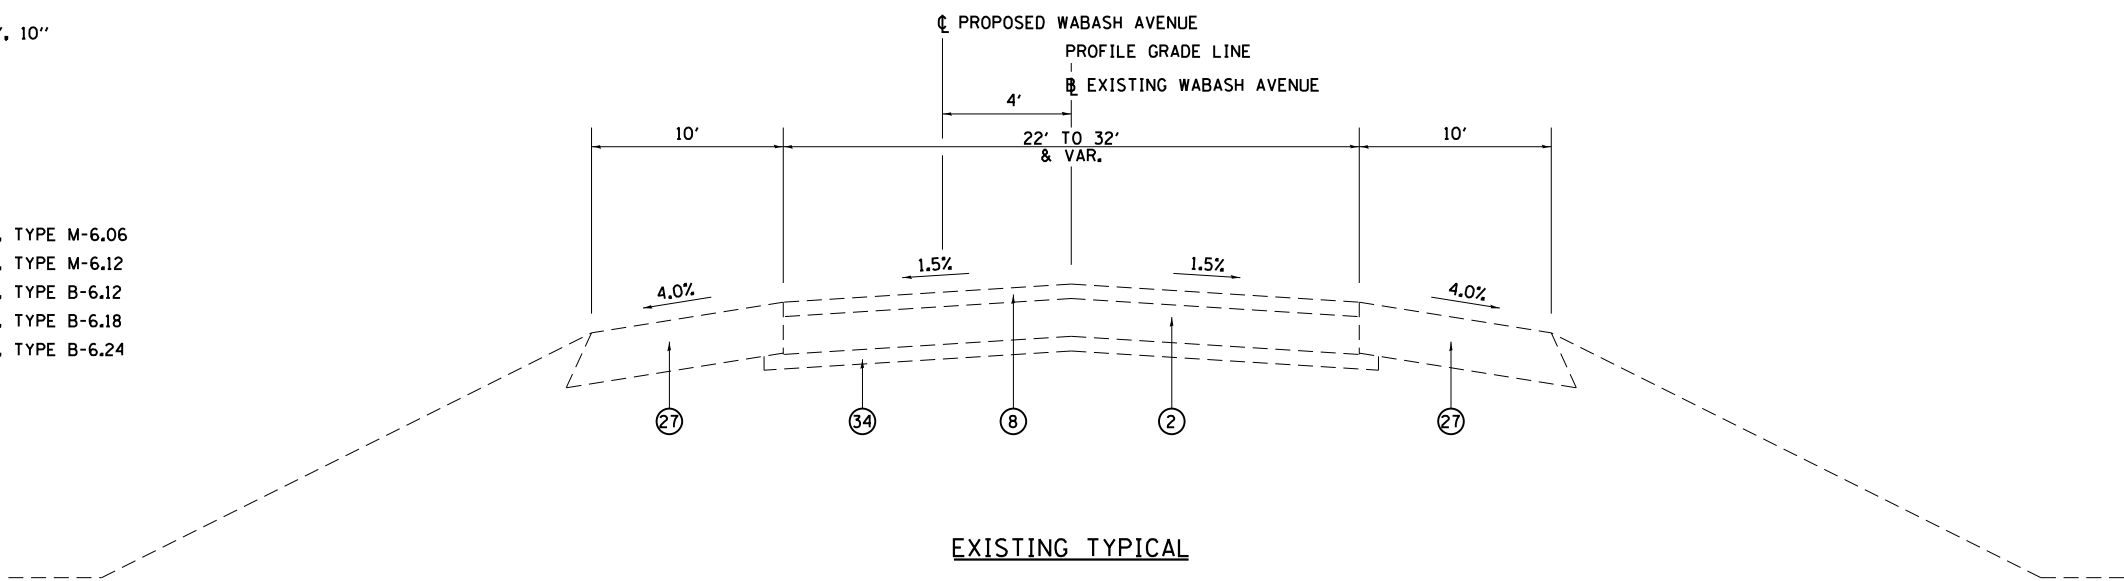 10"
℄ PROPOSED WABASH AVENUE
PROFILE GRADE LINE
EXISTING WABASH AVENUE
4'
10'
22' TO 32'
& VAR.
10'
TYPE M-6.06
TYPE M-6.12
TYPE B-6.12
TYPE B-6.18
TYPE B-6.24
4.0%
1.5%
1.5%
4.0%
27
34
8
2
27
EXISTING TYPICAL